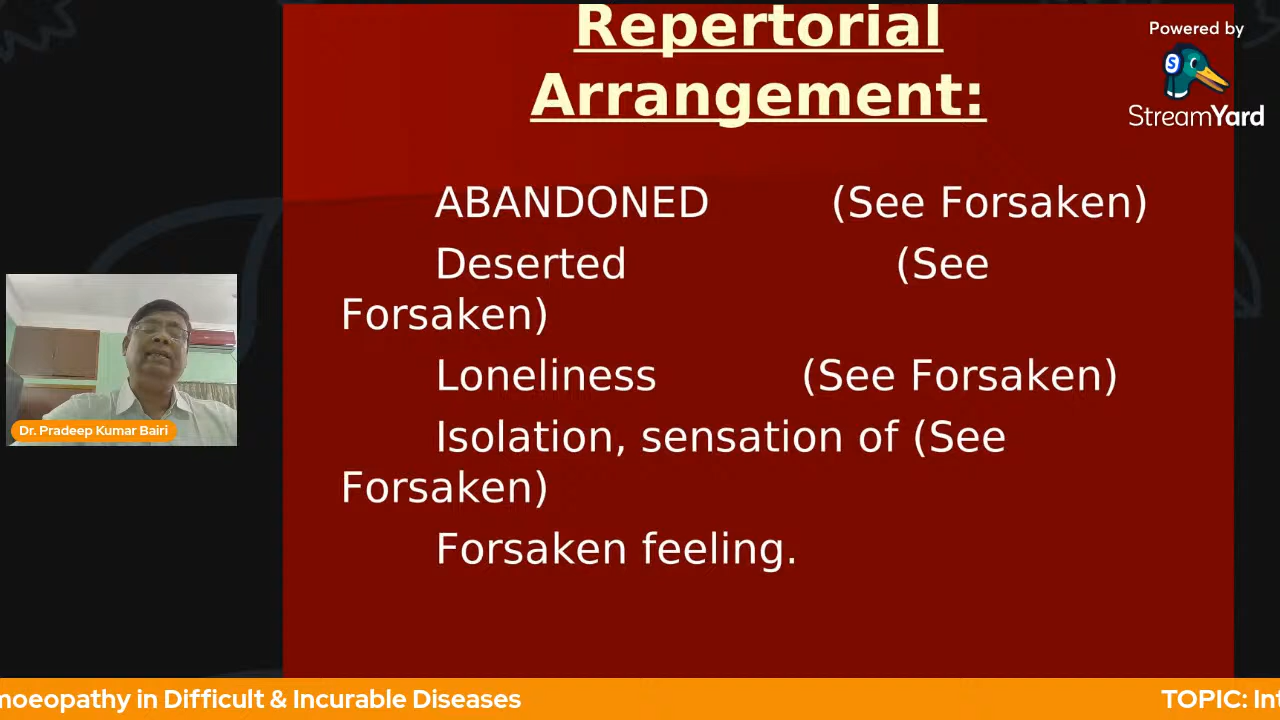 Repertorial
Arrangement:
Powered by
StreamYard
ABANDONED (See Forsaken)
Deserted (See
Forsaken)
Loneliness (See Forsaken)
Isolation, sensation of (See
Forsaken)
Forsaken feeling.
Dr. Pradeep Kumar Bairi
moeopathy in Difficult & Incurable Diseases
TOPIC: Int